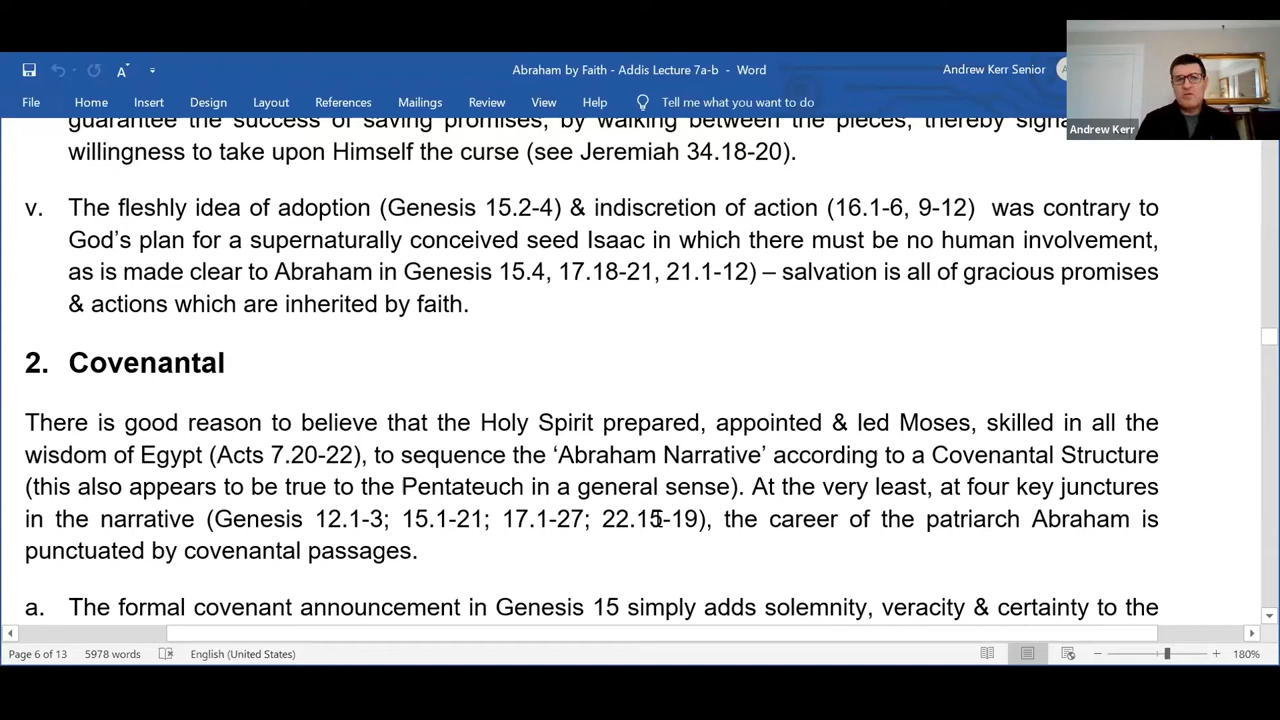 Abraham by Faith - Addis Lecture 7a-b - Word
Andrew Kerr Senior
File Home Insert Design Layout References Mailings Review View Help Tell me what you want to do
Andrew Kerr
guarantee the success of saving promises, by walking between the pieces, thereby
willingness to take upon Himself the curse (see Jeremiah 34.18-20).
v. The fleshly idea of adoption (Genesis 15.2-4) & indiscretion of action (16.1-6, 9-12) was contrary to
God’s plan for a supernaturally conceived seed Isaac in which there must be no human involvement,
as is made clear to Abraham in Genesis 15.4, 17.18-21, 21.1-12) – salvation is all of gracious promises
& actions which are inherited by faith.
2. Covenantal
There is good reason to believe that the Holy Spirit prepared, appointed & led Moses, skilled in all the
wisdom of Egypt (Acts 7.20-22), to sequence the ‘Abraham Narrative’ according to a Covenantal Structure
(this also appears to be true to the Pentateuch in a general sense). At the very least, at four key junctures
in the narrative (Genesis 12.1-3; 15.1-21; 17.1-27; 22.15-19), the career of the patriarch Abraham is
punctuated by covenantal passages.
a. The formal covenant announcement in Genesis 15 simply adds solemnity, veracity & certainty to the
Page 6 of 13 5978 words English (United States) 180%